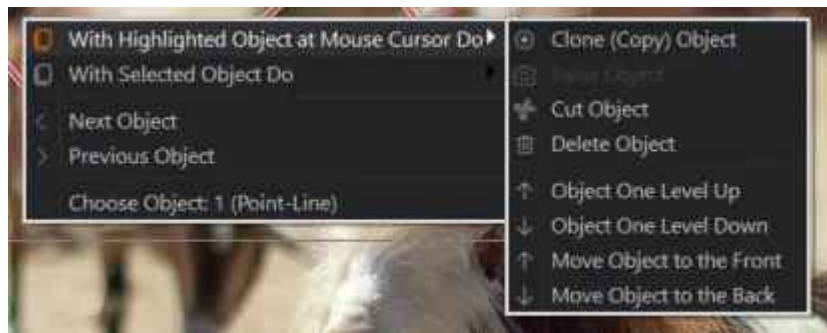 With Highlighted Object at Mouse Cursor Do
With Selected Object Do
Next Object
Previous Object
Choose Object: 1 (Point-Line)
Clone (Copy) Object
Object
Cut Object
Delete Object
Object One Level Up
Object One Level Down
Move Object to the Front
Move Object to the Back